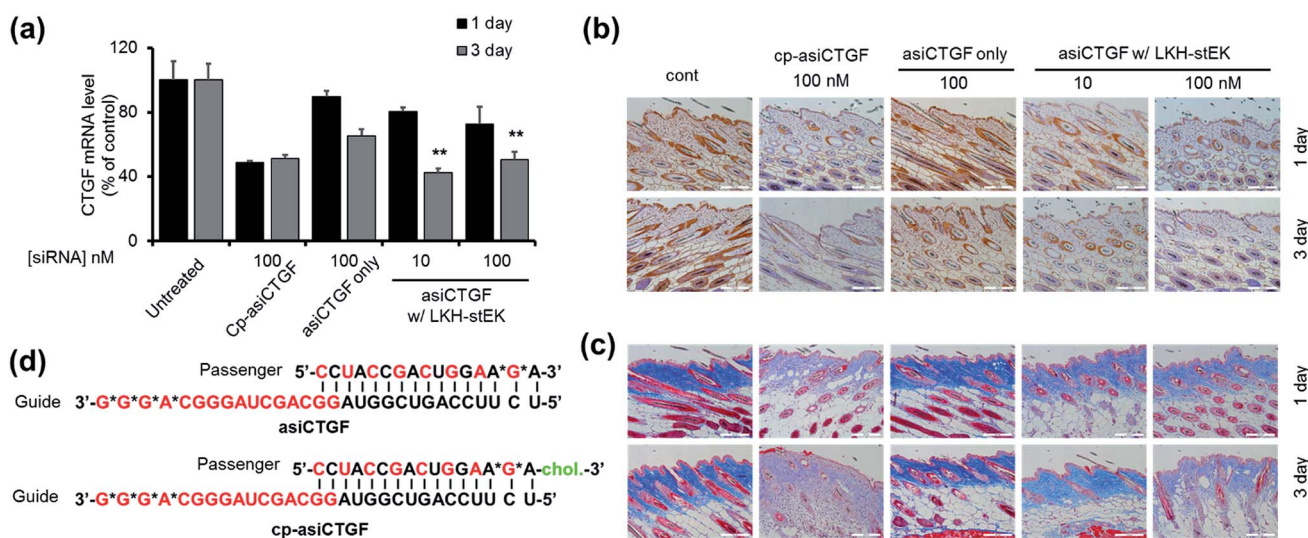 (a)
1 day
3 day
120
80
40
0
CTGF mRNA level
(% of control)
**
**
[siRNA] nM
100
100
10
100
Untreated
Cp-asiCTGF
asiCTGF only
asiCTGF
w/ LKH-stEK
(b)
cont
cp-asiCTGF
100 nM
asiCTGF only
100
asiCTGF w/ LKH-stEK
10
100 nM
1 day
3 day
(c)
1 day
3 day
(d)
Passenger 5’-CCUACCGACUGGAA*G*A-3’
Guide 3’-G*G*G*A*CGGGAUCGACGGAUGGCUGACCUUCU-5’
asiCTGF
Passenger 5’-CCUACCGACUGGAA*G*A-chol.-3’
Guide 3’-G*G*G*A*CGGGAUCGACGGAUGGCUGACCUUCU-5’
cp-asiCTGF